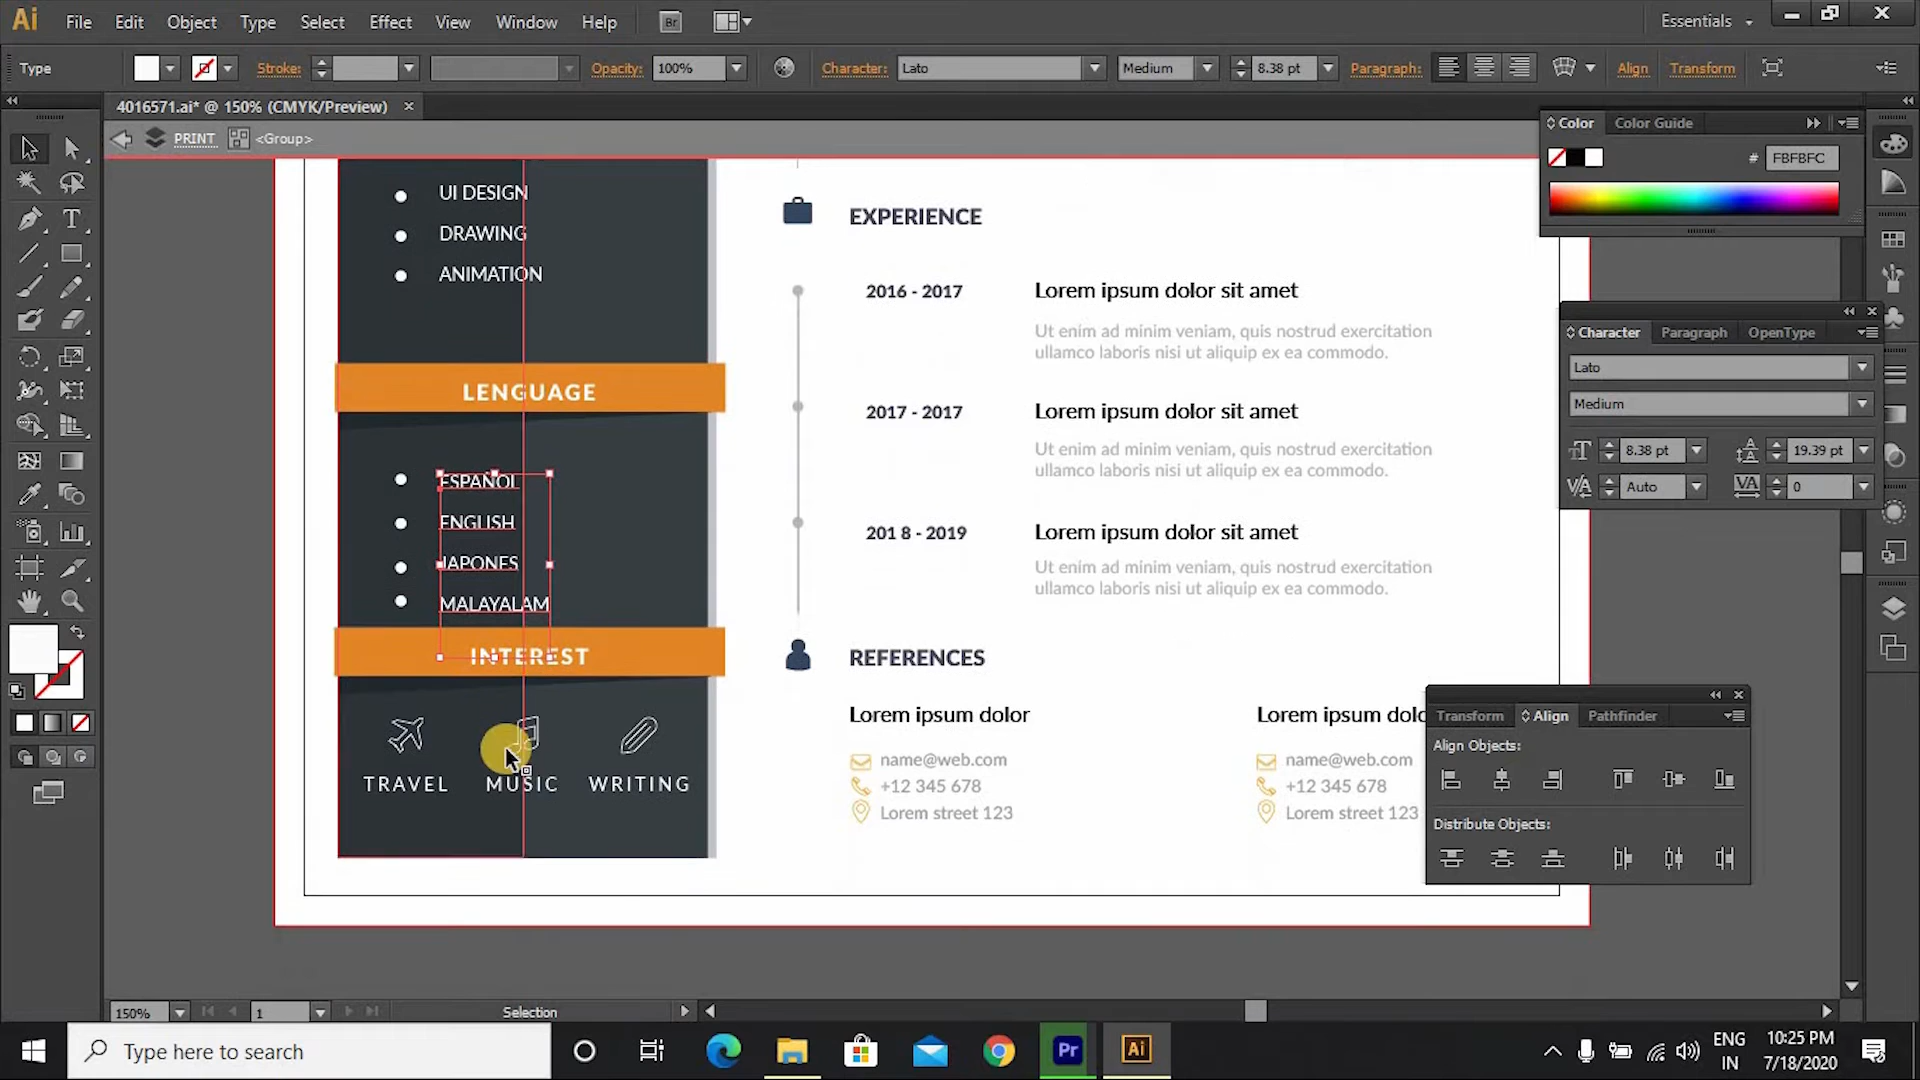 Ai File Edit Object Type Select Effect View Window Help Br Essentials
Type Stroke: Opacity: 100% Character: Lato Medium 8.38 pt Paragraph: Align Transform
4016571.ai* @ 150% (CMYK/Preview)
PRINT <Group>
Color Color Guide
# FBFBFC
UI DESIGN
DRAWING
ANIMATION
LENGUAGE
ESPAÑOL
ENGLISH
JAPONES
MALAYALAM
INTEREST
TRAVEL MUSIC WRITING
EXPERIENCE
2016 - 2017 Lorem ipsum dolor sit amet
Ut enim ad minim veniam, quis nostrud exercitation
ullamco laboris nisi ut aliquip ex ea commodo.
2017 - 2017 Lorem ipsum dolor sit amet
Ut enim ad minim veniam, quis nostrud exercitation
ullamco laboris nisi ut aliquip ex ea commodo.
201 8 - 2019 Lorem ipsum dolor sit amet
Ut enim ad minim veniam, quis nostrud exercitation
ullamco laboris nisi ut aliquip ex ea commodo.
REFERENCES
Lorem ipsum dolor
name@web.com
+12 345 678
Lorem street 123
Lorem ipsum dolo
name@web.com
+12 345 678
Lorem street 123
Character Paragraph OpenType
Lato
Medium
8.38 pt 19.39 pt
Auto 0
Transform Align Pathfinder
Align Objects:
Distribute Objects:
150% 1 Selection
Type here to search
Pr Ai
ENG 10:25 PM
IN 7/18/2020